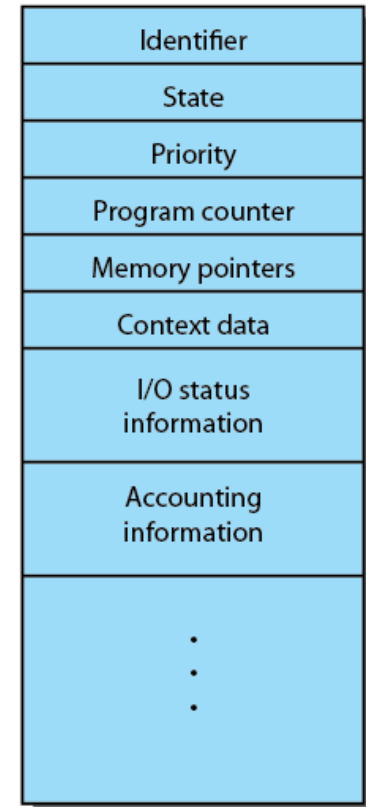 Identifier
State
Priority
Program counter
Memory pointers
Context data
I/O status
information
Accounting
information
.
.
.